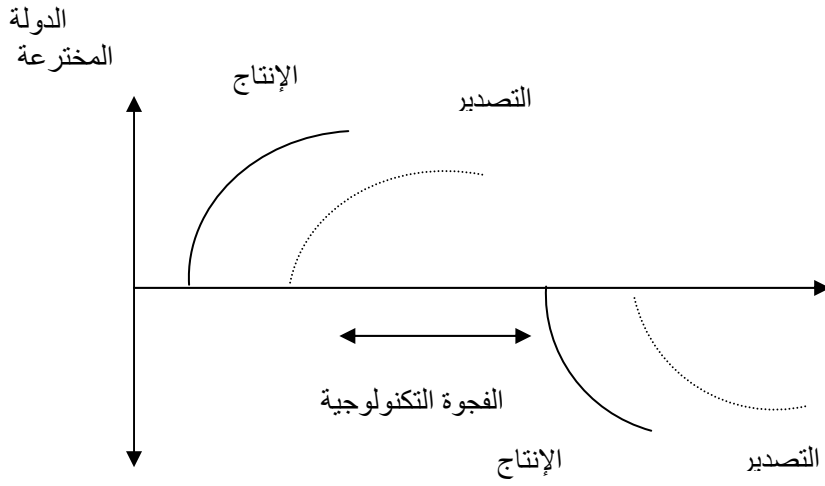 الدولة
المخترعة
الإنتاج
التصدير
الفجوة التكنولوجية
الإنتاج
التصدير